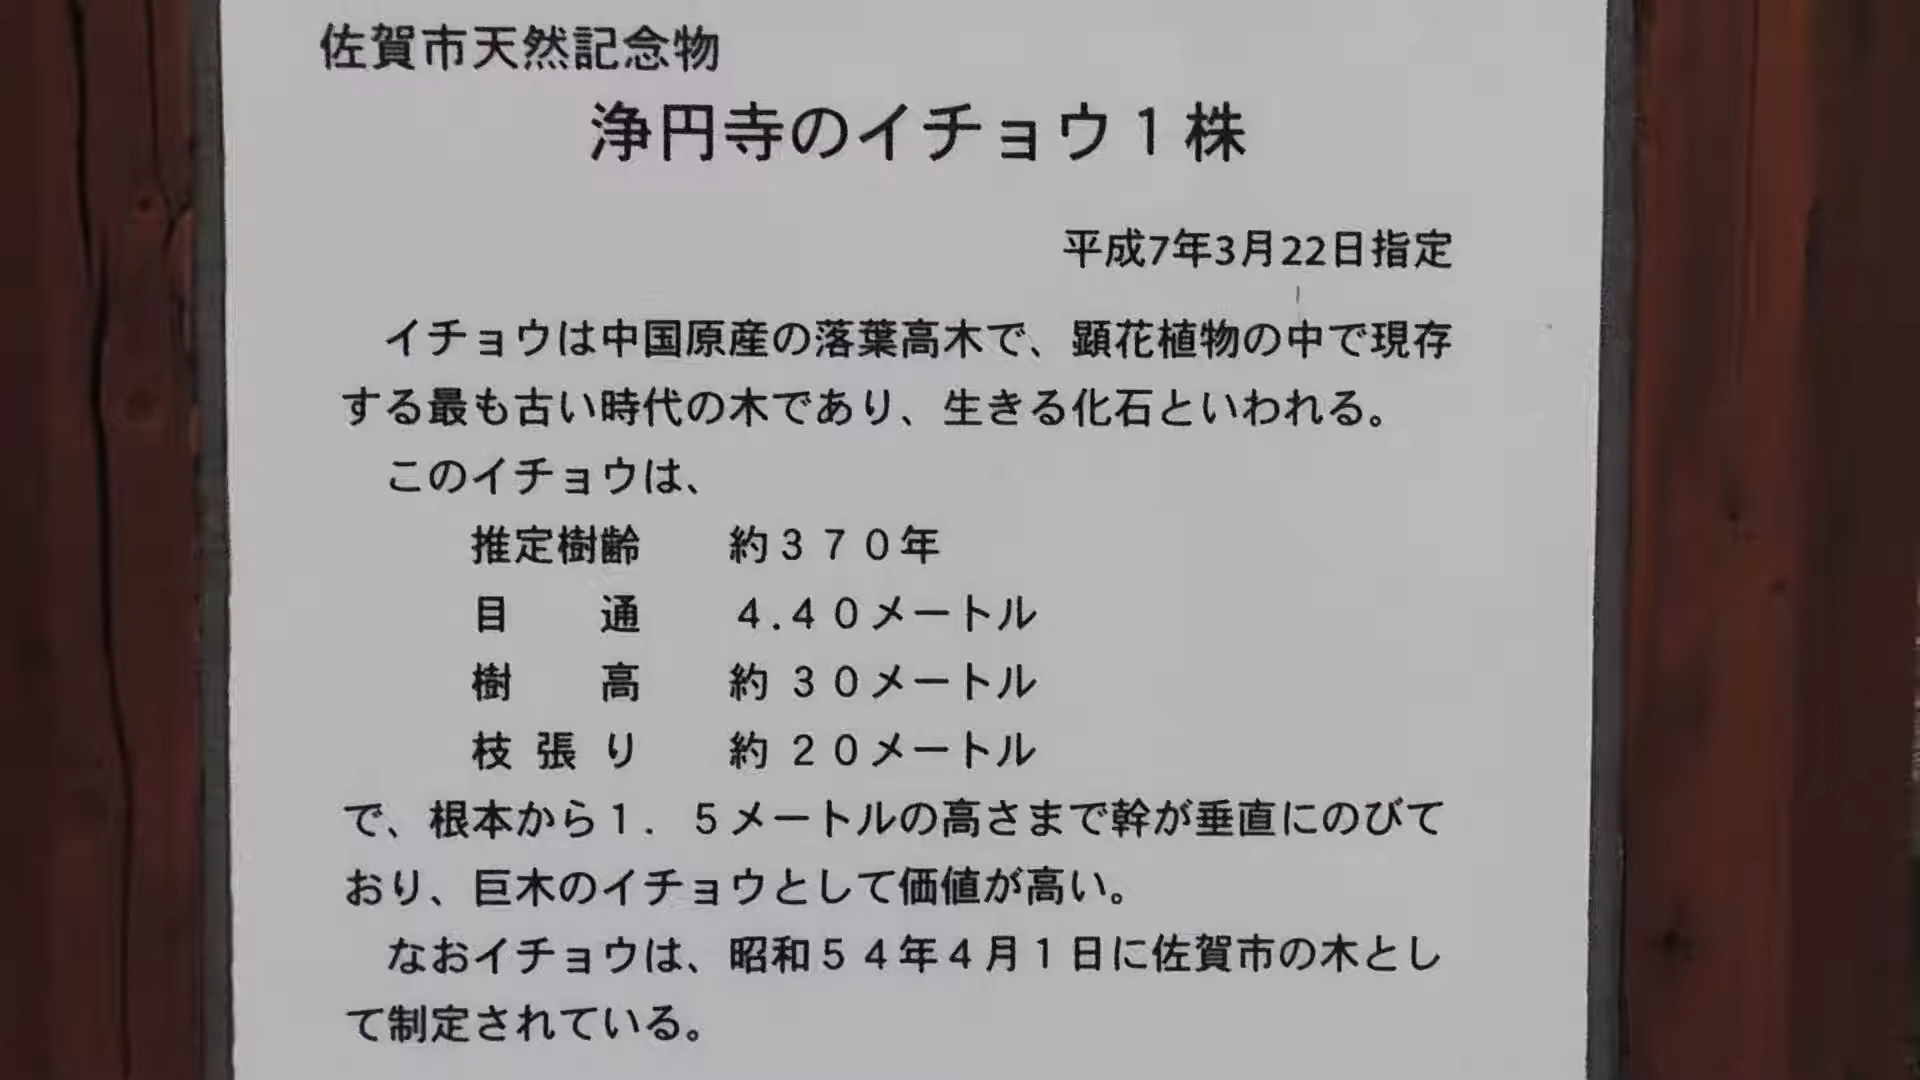 佐賀市天然記念物
浄円寺のイチョウ１株
平成7年3月22日指定
イチョウは中国原産の落葉高木で、顕花植物の中で現存
する最も古い時代の木であり、生きる化石といわれる。
このイチョウは、
推定樹齢　　約３７０年
目　　通　　４.４０メートル
樹　　高　　約３０メートル
枝 張 り　　約２０メートル
で、根本から１．５メートルの高さまで幹が垂直にのびて
おり、巨木のイチョウとして価値が高い。
なおイチョウは、昭和５４年４月１日に佐賀市の木とし
て制定されている。